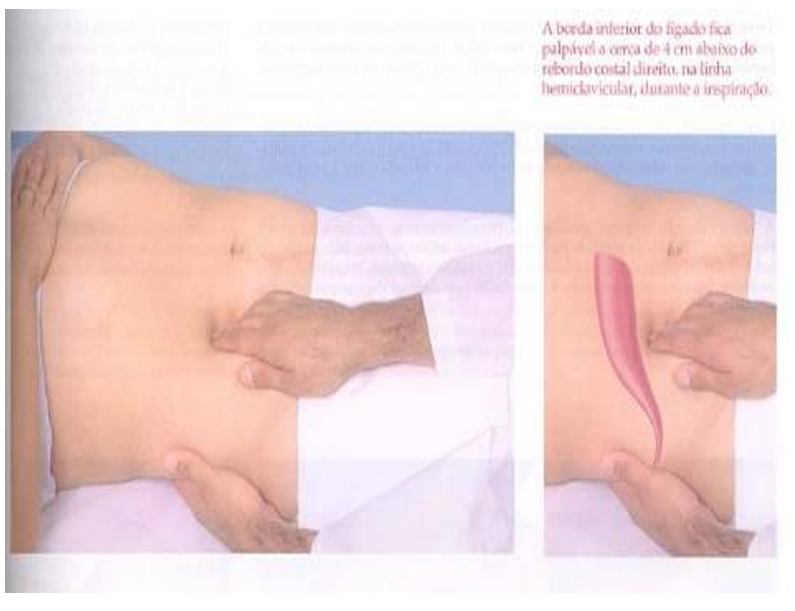 A borda inferior do fígado fica
palpável a cerca de 4 cm abaixo do
rebordo costal direito, na linha
hemiclavicular, durante a inspiração.